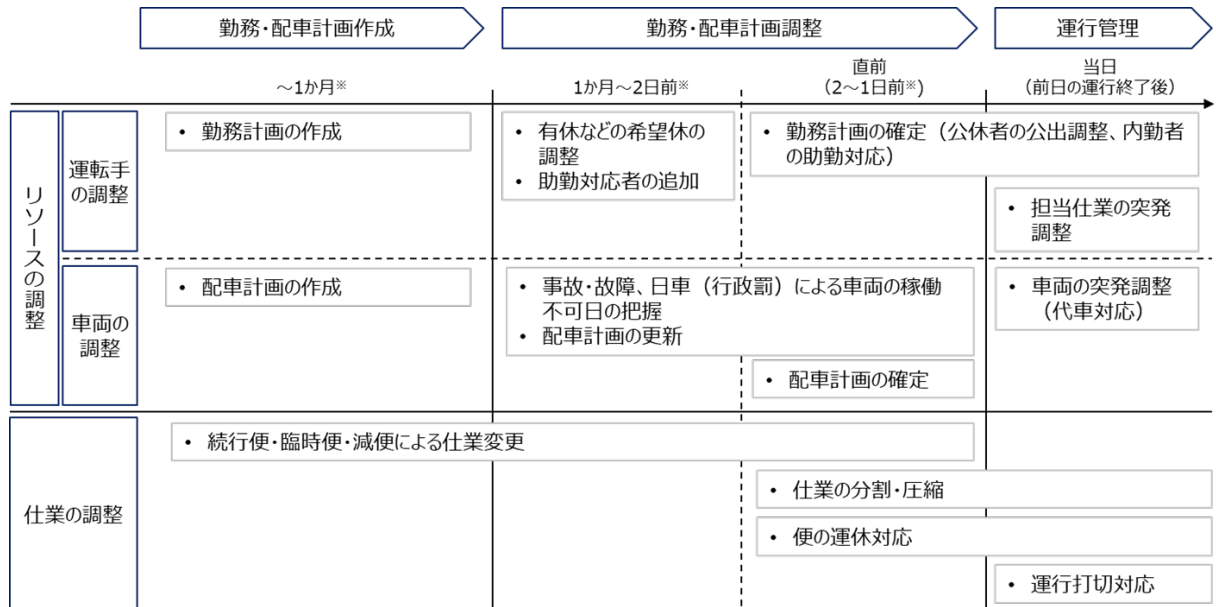 勤務・配車計画作成
勤務・配車計画調整
運行管理
～1か月※
1か月～2日前※
直前
(2～1日前※)
当日
(前日の運行終了後)
リソースの調整
運転手
の調整
• 勤務計画の作成
• 有休などの希望休の
調整
• 助勤対応者の追加
• 勤務計画の確定（公休者の公出調整、内勤者
の助勤対応）
• 担当仕業の突発
調整
車両の
調整
• 配車計画の作成
• 事故・故障、日車（行政罰）による車両の稼働
不可日の把握
• 配車計画の更新
• 配車計画の確定
• 車両の突発調整
（代車対応）
仕業の調整
• 続行便・臨時便・減便による仕業変更
• 仕業の分割・圧縮
• 便の運休対応
• 運行打切対応